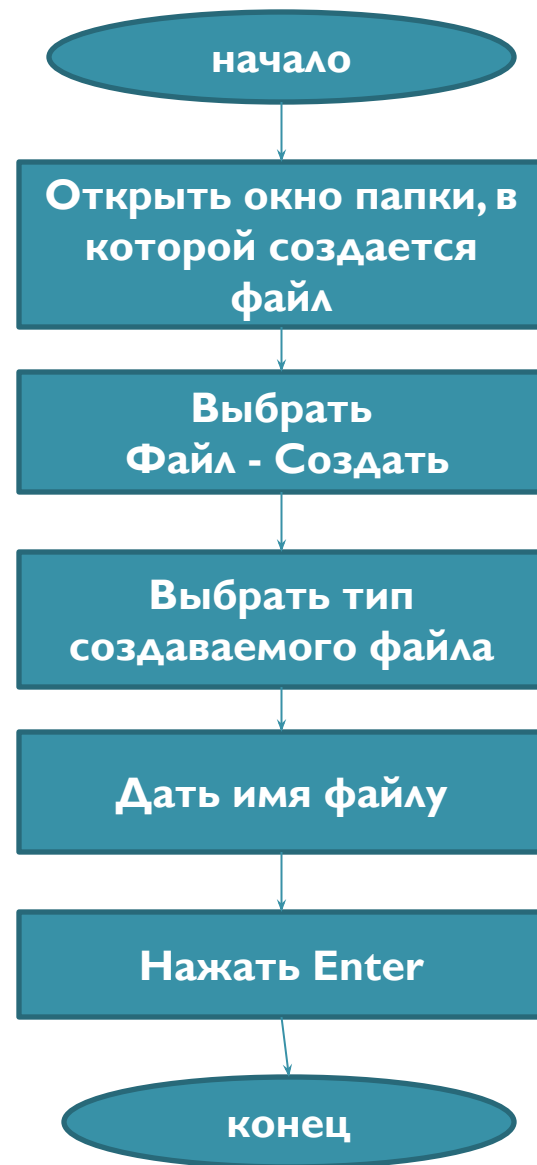 начало
Открыть окно папки, в
которой создается
файл
Выбрать
Файл - Создать
Выбрать тип
создаваемого файла
Дать имя файлу
Нажать Enter
конец